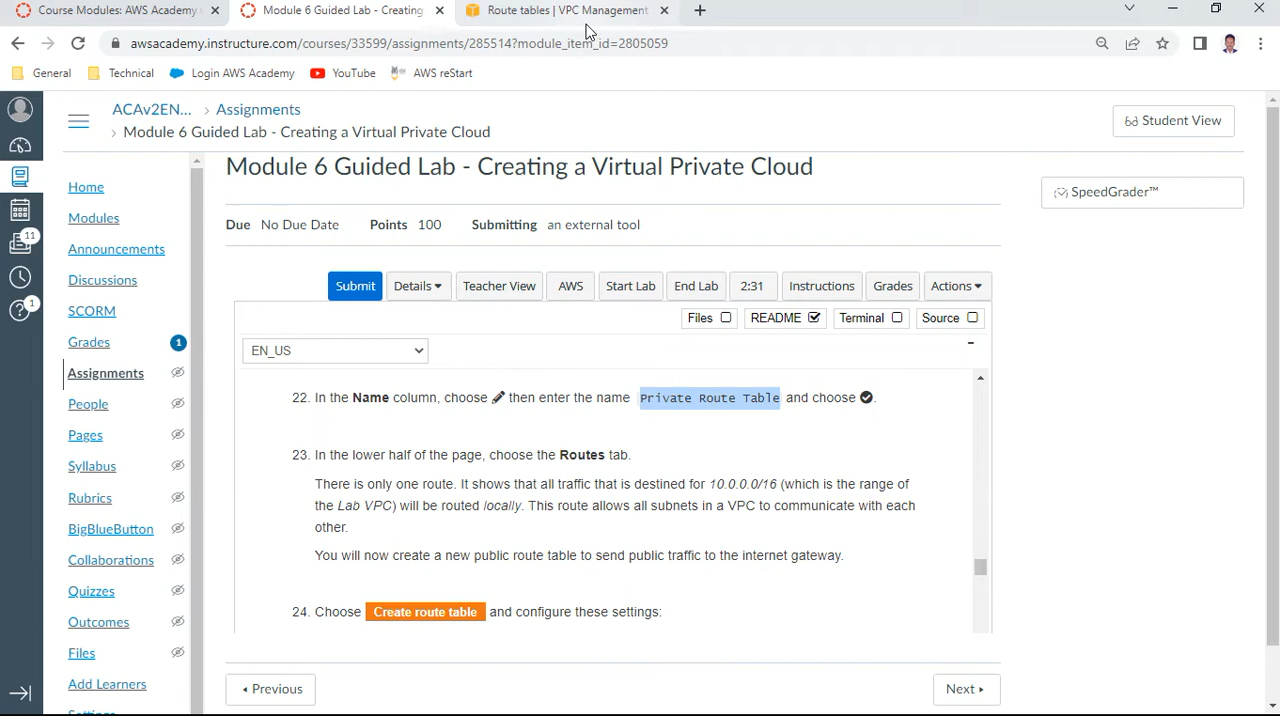 Course Modules: AWS Academy
Module 6 Guided Lab - Creating
Route tables | VPC Management
awsacademy.instructure.com/courses/33599/assignments/285514?module_item_id=2805059
General
Technical
Login AWS Academy
YouTube
AWS reStart
ACAv2EN...
Assignments
Module 6 Guided Lab - Creating a Virtual Private Cloud
Student View
Module 6 Guided Lab - Creating a Virtual Private Cloud
SpeedGrader™
Due No Due Date Points 100 Submitting an external tool
Submit
Details
Teacher View
AWS
Start Lab
End Lab
2:31
Instructions
Grades
Actions
Files
README
Terminal
Source
EN_US
22. In the Name column, choose then enter the name Private Route Table and choose .
23. In the lower half of the page, choose the Routes tab.
There is only one route. It shows that all traffic that is destined for 10.0.0.0/16 (which is the range of
the Lab VPC) will be routed locally. This route allows all subnets in a VPC to communicate with each
other.
You will now create a new public route table to send public traffic to the internet gateway.
24. Choose Create route table and configure these settings:
Previous
Next
11
1
Home
Modules
Announcements
Discussions
SCORM
Grades 1
Assignments
People
Pages
Syllabus
Rubrics
BigBlueButton
Collaborations
Quizzes
Outcomes
Files
Add Learners